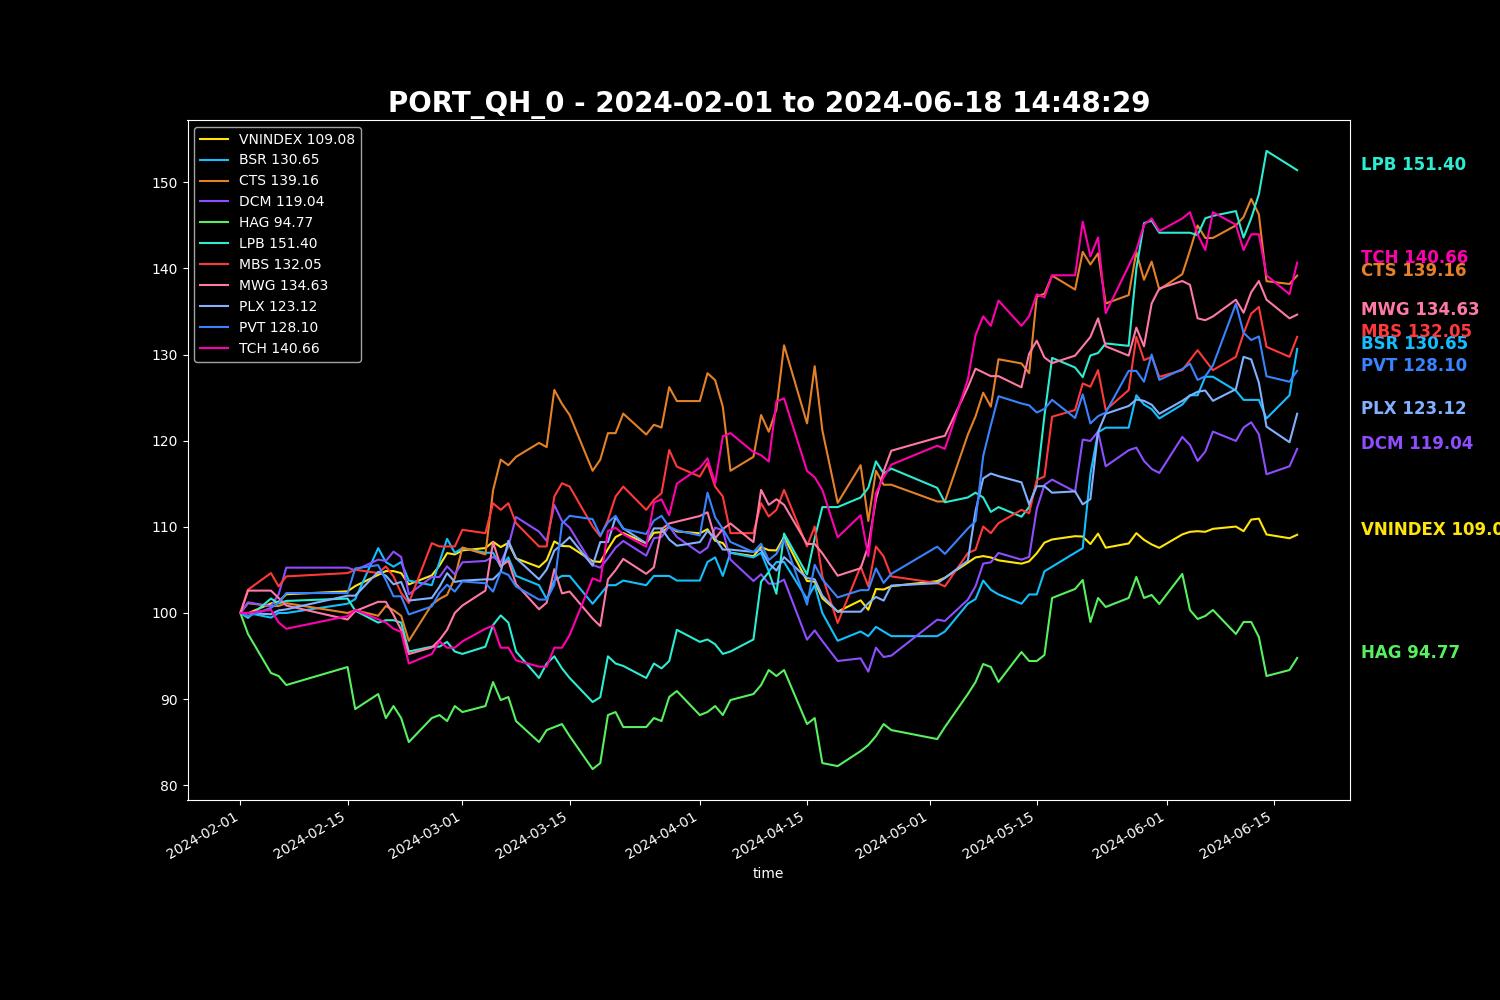 PORT_QH_0 - 2024-02-01 to 2024-06-18 14:48:29
VNINDEX 109.08
BSR 130.65
CTS 139.16
DCM 119.04
HAG 94.77
LPB 151.40
MBS 132.05
MWG 134.63
PLX 123.12
PVT 128.10
TCH 140.66
150
140
130
120
110
100
90
80
LPB 151.40
TCH 140.66
CTS 139.16
MWG 134.63
MBS 132.05
BSR 130.65
PVT 128.10
PLX 123.12
DCM 119.04
VNINDEX 109.0
HAG 94.77
2024-02-01
2024-02-15
2024-03-01
2024-03-15
2024-04-01
2024-04-15
2024-05-01
2024-05-15
2024-06-01
2024-06-15
time